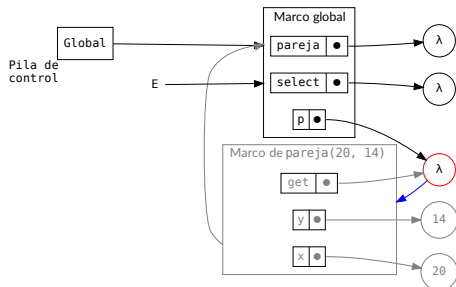 Marco global
Global
pareja
λ
Pila de
control
E
select
λ
p
Marco de pareja(20, 14)
λ
get
y
14
x
20